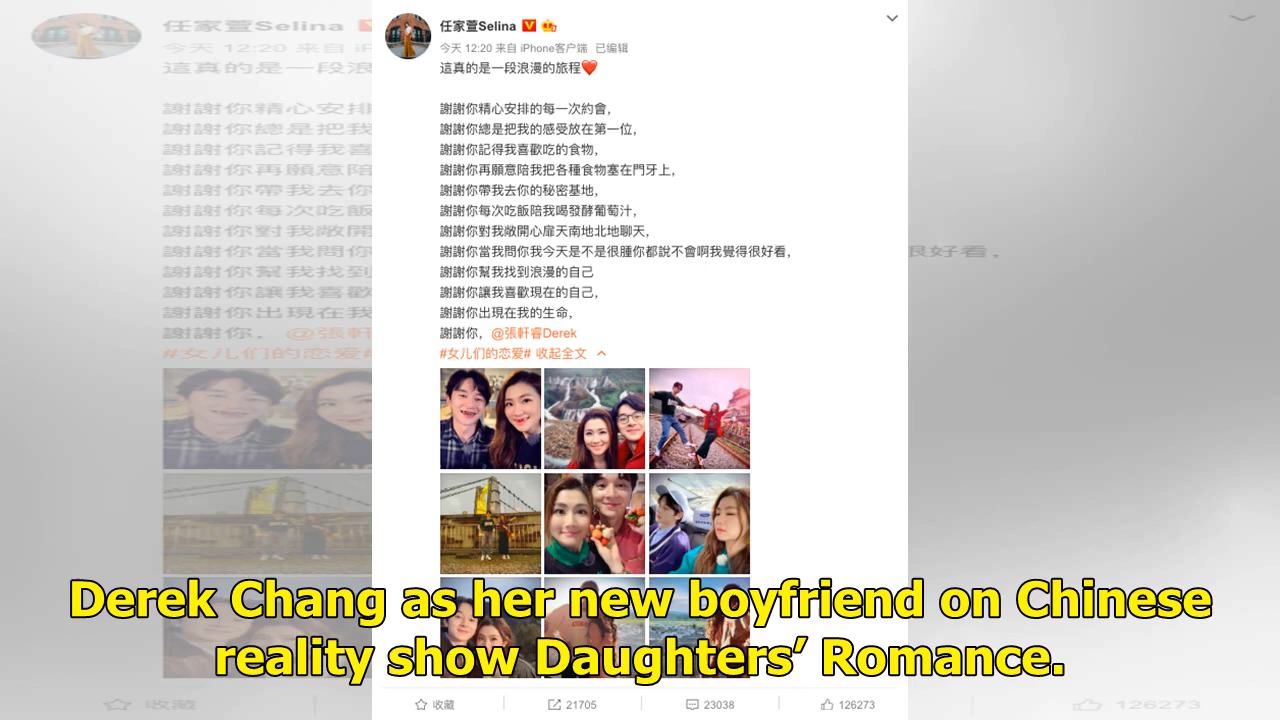 任家萱Selina
今天 12:20 来自 iPhone客户端 已编辑
這真的是一段浪漫的旅程❤️
謝謝你精心安排的每一次約會，
謝謝你總是把我的感受放在第一位，
謝謝你記得我喜歡吃的食物，
謝謝你再願意陪我把各種食物塞在門牙上，
謝謝你帶我去你的秘密基地，
謝謝你每次吃飯陪我喝發酵葡萄汁，
謝謝你對我敞開心扉天南地北地聊天，
謝謝你當我問你我今天是不是很腫你都說不會啊我覺得很好看，
謝謝你幫我找到浪漫的自己
謝謝你讓我喜歡現在的自己，
謝謝你出現在我的生命，
謝謝你，@張軒睿Derek
#女儿们的恋爱# 收起全文
Derek Chang as her new boyfriend on Chinese
reality show Daughters’ Romance.
收藏 21705 23038 126273